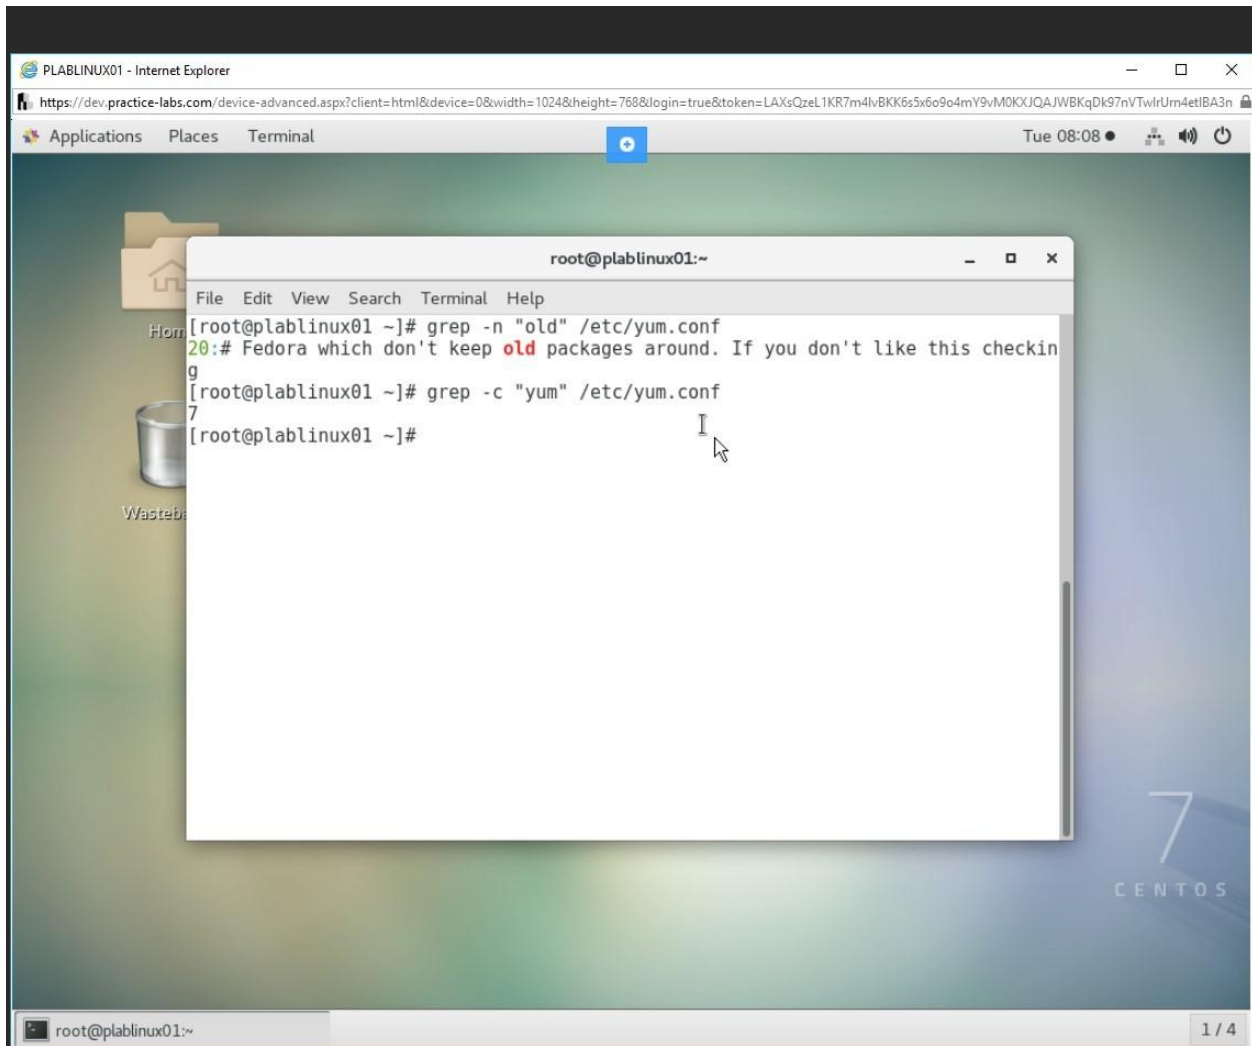 PLABLINUX01 - Internet Explorer
https://dev.practice-labs.com/device-advanced.aspx?client=html&device=0&width=1024&height=768&login=true&token=
Applications Places Terminal Tue 08:08
root@plablinux01:~
File Edit View Search Terminal Help
Hom
[root@plablinux01 ~]# grep -n "old" /etc/yum.conf
20:# Fedora which don't keep old packages around. If you don't like this checkin
g
[root@plablinux01 ~]# grep -c "yum" /etc/yum.conf
7
[root@plablinux01 ~]#
Wasteb
7
CENTOS
root@plablinux01:~ 1 / 4